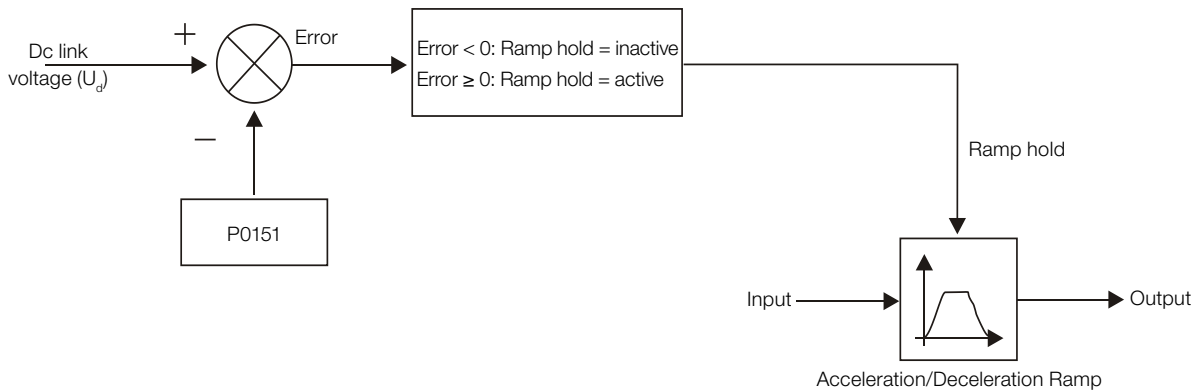 +
Dc link
voltage (Ud)
Error
Error < 0: Ramp hold = inactive
Error ≥ 0: Ramp hold = active
−
P0151
Ramp hold
Input
Output
Acceleration/Deceleration Ramp